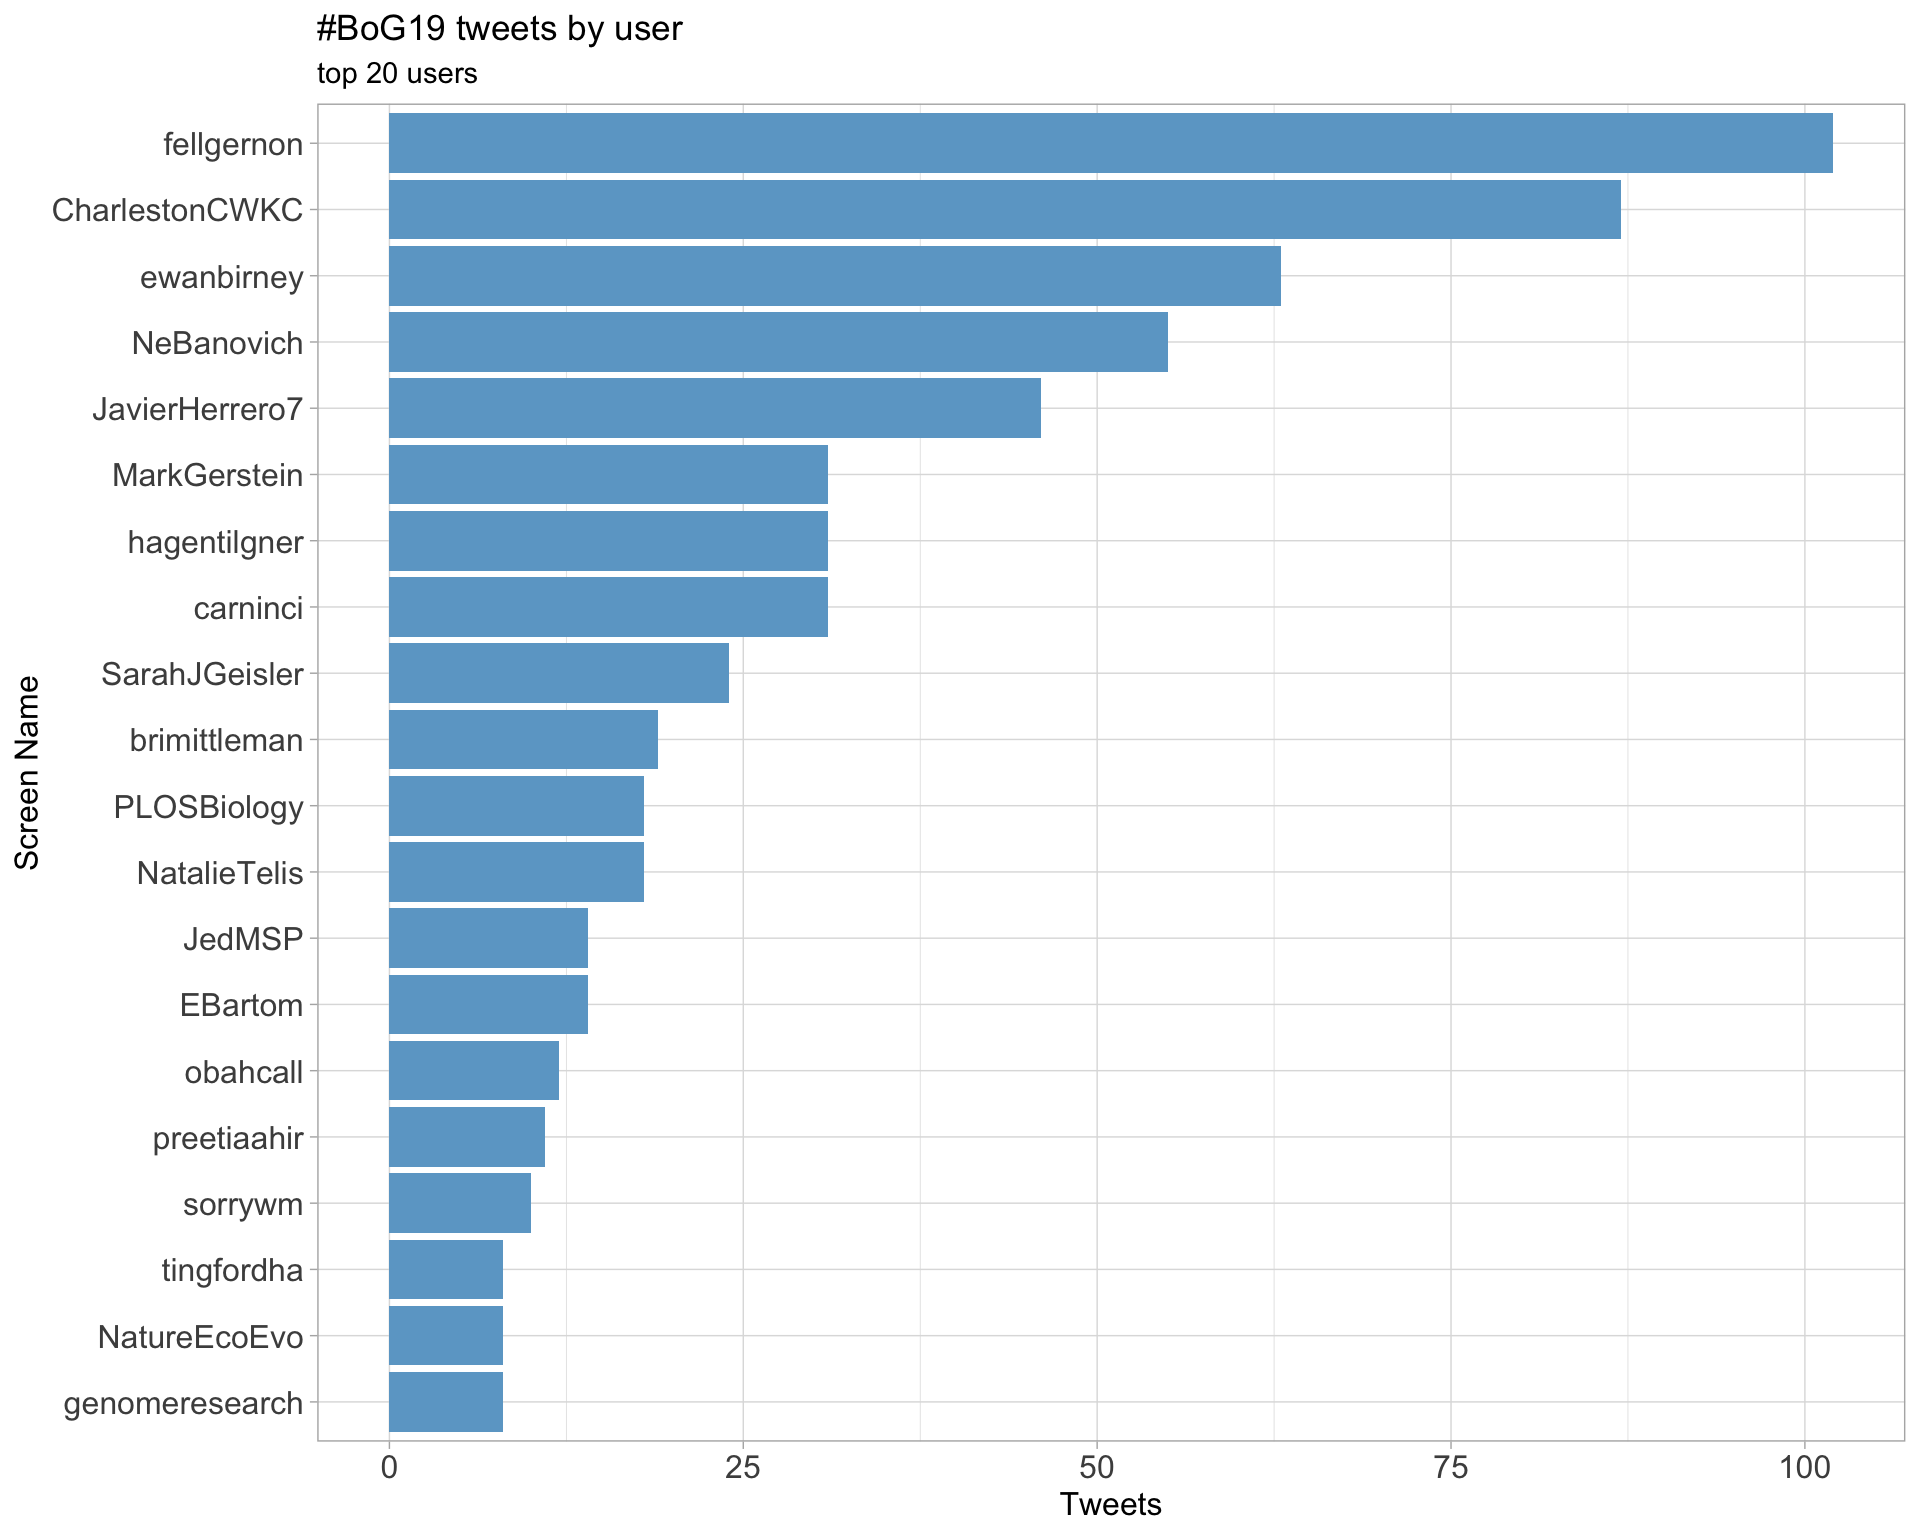 #BoG19 tweets by user
top 20 users
fellgernon
CharlestonCWKC
ewanbirney
NeBanovich
JavierHerrero7
MarkGerstein
hagentilgner
carninci
SarahJGeisler
brimittleman
PLOSBiology
NatalieTelis
JedMSP
EBartom
obahcall
preetiaahir
sorrywm
tingfordha
NatureEcoEvo
genomeresearch
Screen Name
0 25 50 75 100
Tweets